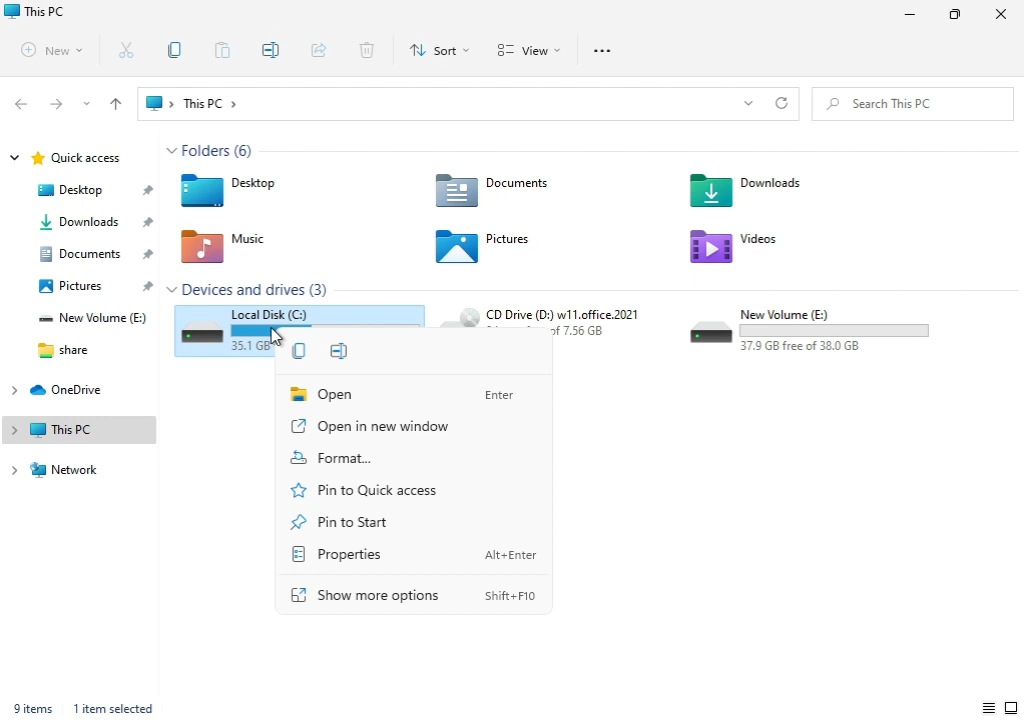 This PC
New
Sort
View
This PC
Search This PC
Quick access
Desktop
Downloads
Documents
Pictures
New Volume (E:)
share
OneDrive
This PC
Network
Folders (6)
Desktop
Documents
Downloads
Music
Pictures
Videos
Devices and drives (3)
Local Disk (C:)
35.1 GB
CD Drive (D:) w11.office.2021
of 7.56 GB
New Volume (E:)
37.9 GB free of 38.0 GB
Open Enter
Open in new window
Format...
Pin to Quick access
Pin to Start
Properties Alt+Enter
Show more options Shift+F10
9 items 1 item selected